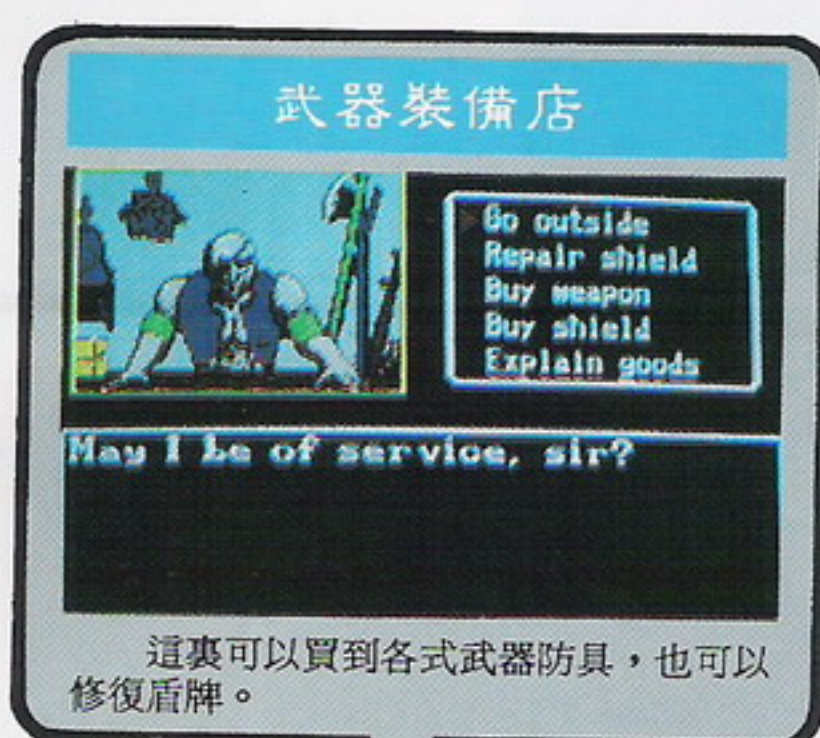 武器裝備店
Go outside
Repair shield
Buy weapon
Buy shield
Explain goods
May I be of service, sir?
這裏可以買到各式武器防具，也可以
修復盾牌。